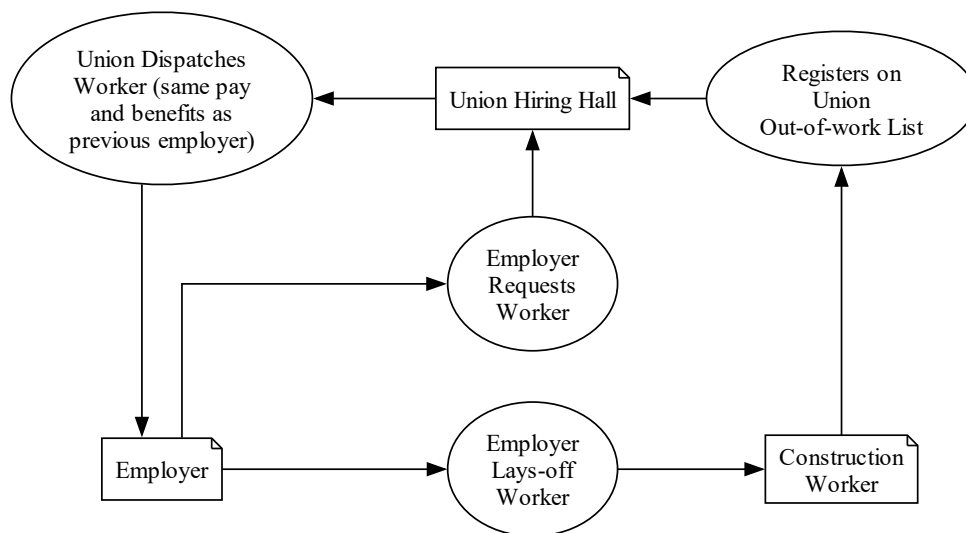 Union Dispatches
Worker (same pay
and benefits as
previous employer)
Union Hiring Hall
Registers on
Union
Out-of-work List
Employer
Requests
Worker
Employer
Employer
Lays-off
Worker
Construction
Worker